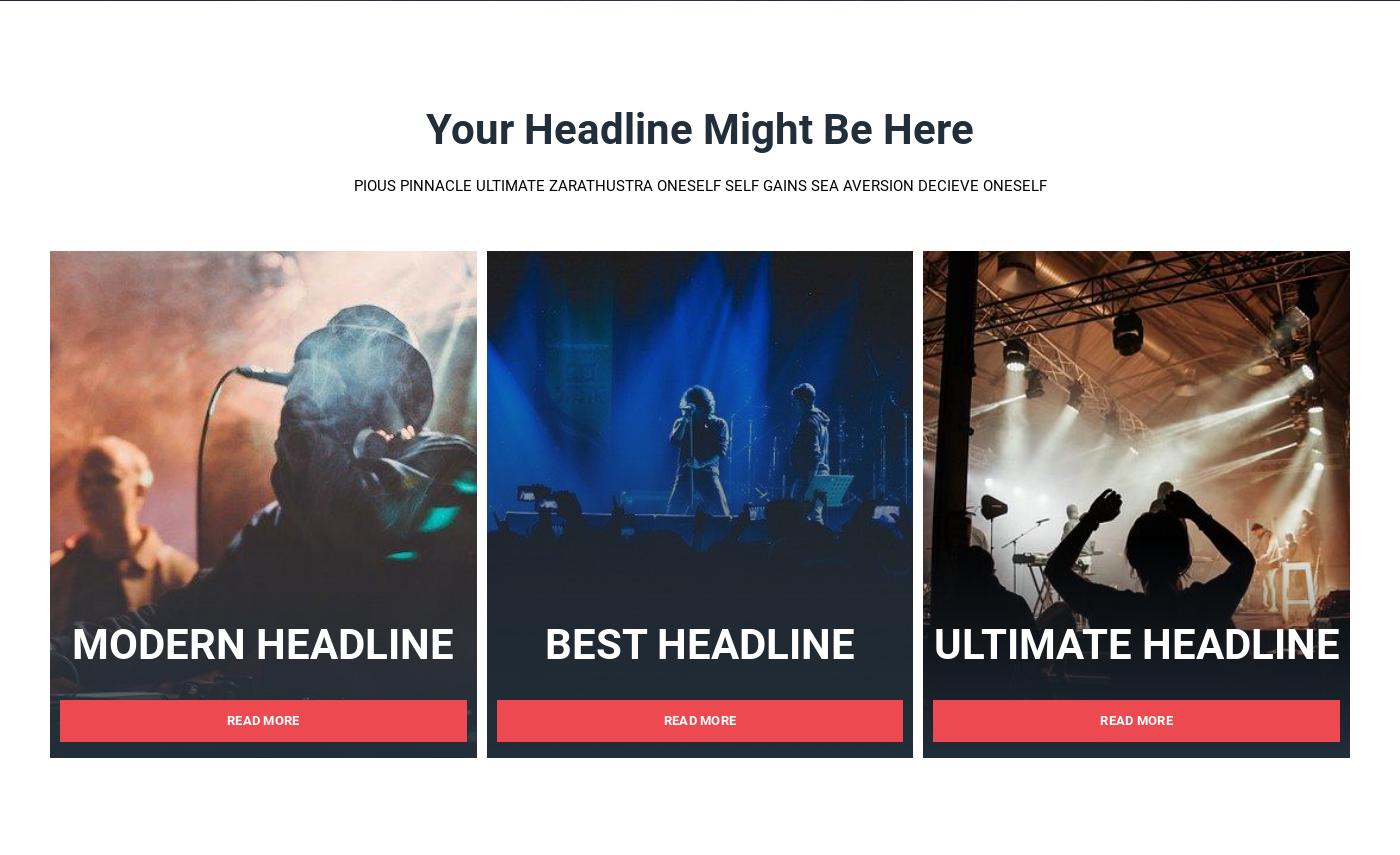 Your Headline Might Be Here
PIOUS PINNACLE ULTIMATE ZARATHUSTRA ONESELF SELF GAINS SEA AVERSION DECIEVE ONESELF
MODERN HEADLINE
READ MORE
BEST HEADLINE
READ MORE
ULTIMATE HEADLINE
READ MORE